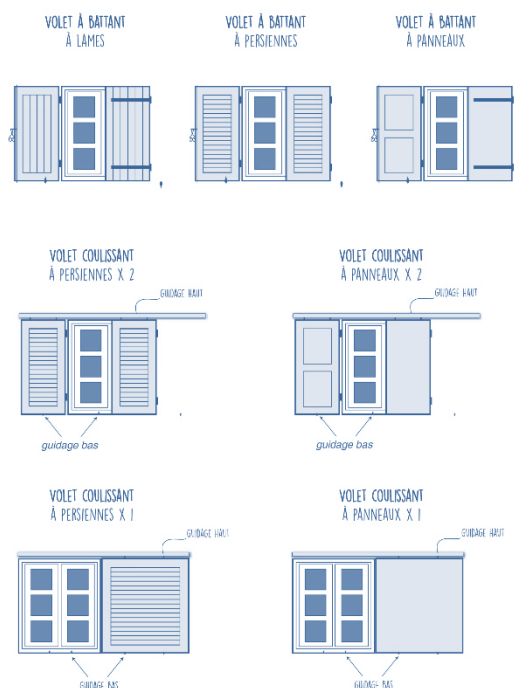 VOLET À BATTANT
À LAMES
VOLET À BATTANT
À PERSIENNES
VOLET À BATTANT
À PANNEAUX
VOLET COULISSANT
À PERSIENNES X 2
GUIDAGE HAUT
guidage bas
VOLET COULISSANT
À PANNEAUX X 2
GUIDAGE HAUT
guidage bas
VOLET COULISSANT
À PERSIENNES X 1
GUIDAGE HAUT
GUIDAGE BAS
VOLET COULISSANT
À PANNEAUX X 1
GUIDAGE HAUT
GUIDAGE BAS